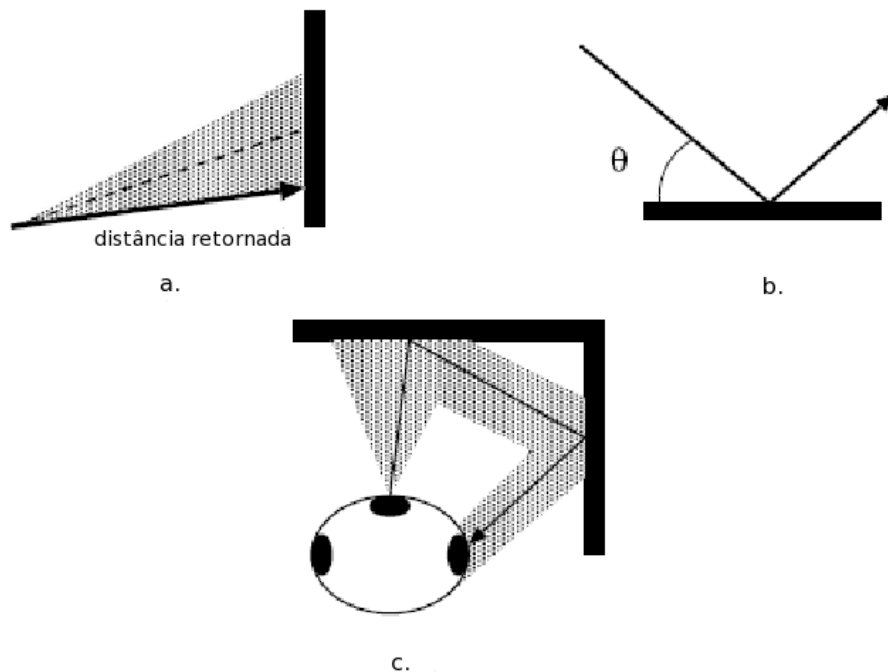 θ
distância retornada
a.
b.
c.